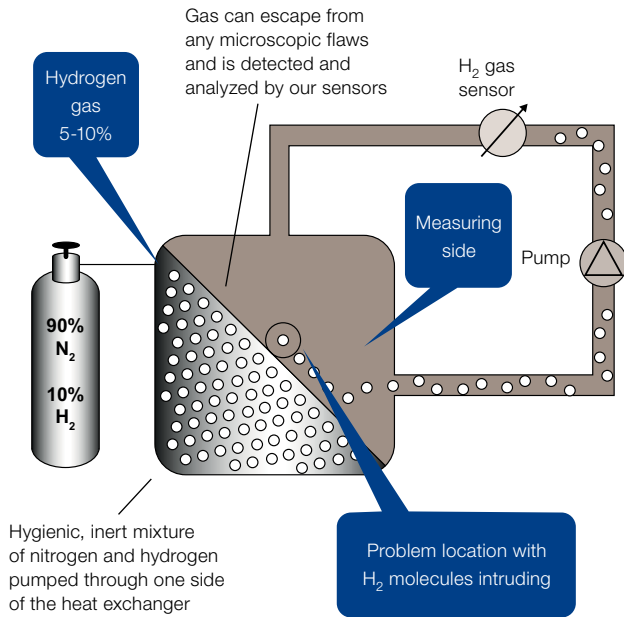 Gas can escape from
any microscopic flaws
and is detected and
analyzed by our sensors
Hydrogen
gas
5-10%
H₂ gas
sensor
Measuring
side
Pump
90%
N₂
10%
H₂
Hygienic, inert mixture
of nitrogen and hydrogen
pumped through one side
of the heat exchanger
Problem location with
H₂ molecules intruding